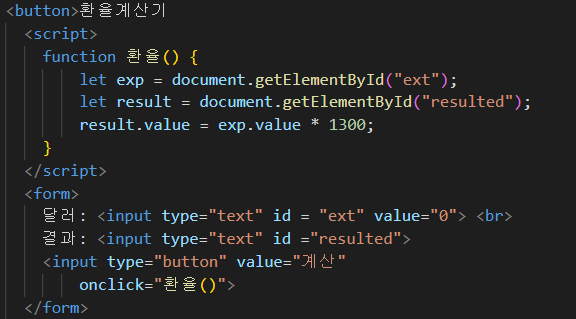 <button>환율계산기
<script>
function 환율() {
let exp = document.getElementById("ext");
let result = document.getElementById("resulted");
result.value = exp.value * 1300;
}
</script>
<form>
달러: <input type="text" id = "ext" value="0"> <br>
결과: <input type="text" id ="resulted">
<input type="button" value="계산"
onclick="환율()">
</form>